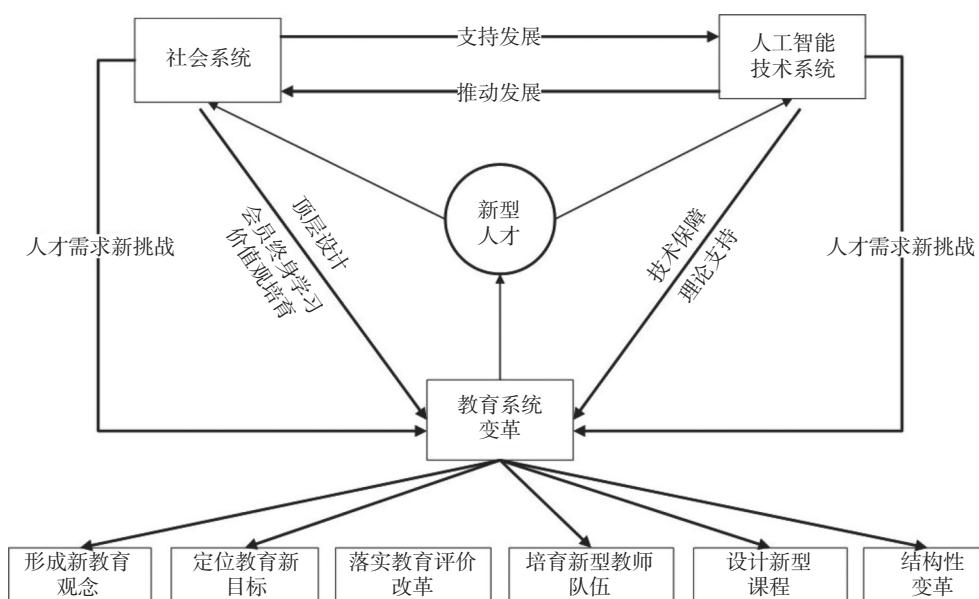 支持发展
社会系统
人工智能
技术系统
推动发展
新型
人才
顶层设计
会员终身学习
价值观培育
技术保障
理论支持
人才需求新挑战
人才需求新挑战
教育系统
变革
形成新教育
观念
定位教育新
目标
落实教育评价
改革
培育新型教师
队伍
设计新型
课程
结构性
变革